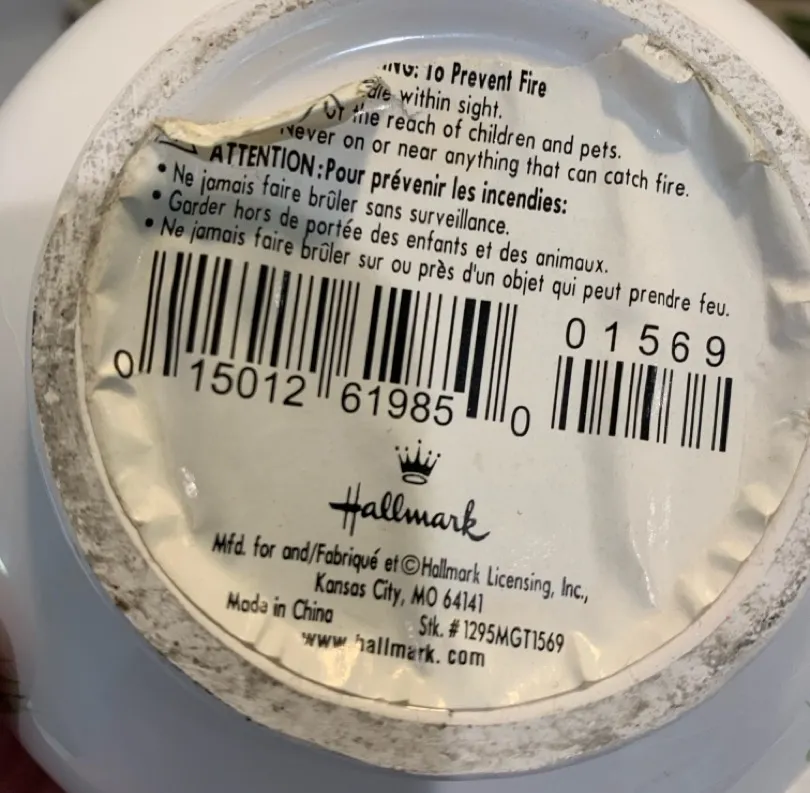 To Prevent Fire
within sight.
the reach of children and pets.
Never on or near anything that can catch fire.
ATTENTION: Pour prévenir les incendies:
• Ne jamais faire brûler sans surveillance.
• Garder hors de portée des enfants et des animaux.
• Ne jamais faire brûler sur ou près d'un objet qui peut prendre feu.
01569
0 15012 61985 0
Hallmark
Mfd. for and/Fabriqué et © Hallmark Licensing, Inc.,
Kansas City, MO 64141
Made in China Stk. # 1295MGT1569
www.hallmark.com